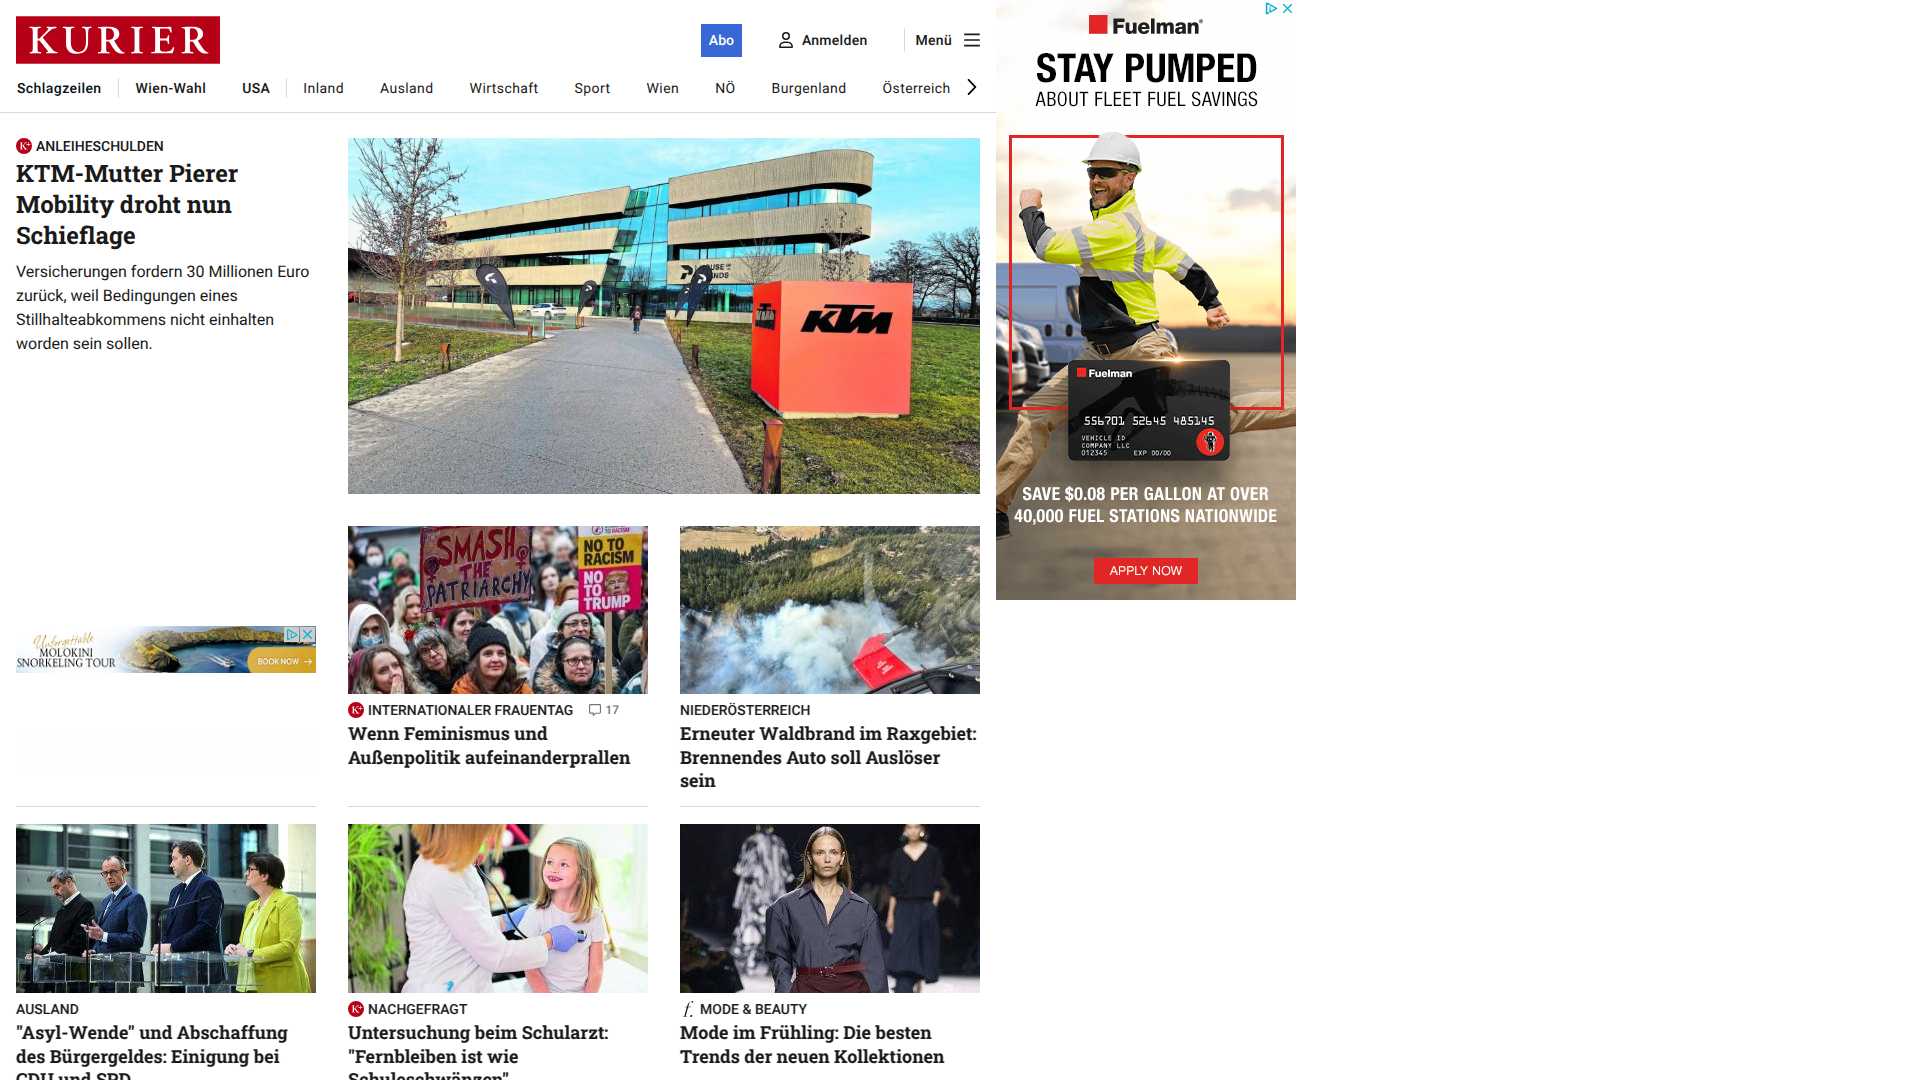 KURIER
Abo
Anmelden
Menü
Schlagzeilen
Wien-Wahl
USA
Inland
Ausland
Wirtschaft
Sport
Wien
NÖ
Burgenland
Österreich
ANLEIHESCHULDEN
KTM-Mutter Pierer
Mobility droht nun
Schieflage
Versicherungen fordern 30 Millionen Euro
zurück, weil Bedingungen eines
Stillhalteabkommens nicht einhalten
worden sein sollen.
KTM
Fuelman
STAY PUMPED
ABOUT FLEET FUEL SAVINGS
Fuelman
556701 52645 485145
VEHICLE ID
COMPANY LLC
012345 EXP 00/00
SAVE $0.08 PER GALLON AT OVER
40,000 FUEL STATIONS NATIONWIDE
APPLY NOW
Unforgettable
MOLOKINI
SNORKELING TOUR
BOOK NOW
SMASH
THE
PATRIARCHY
NO TO
RACISM
NO
TO
TRUMP
INTERNATIONALER FRAUENTAG 17
Wenn Feminismus und
Außenpolitik aufeinanderprallen
NIEDERÖSTERREICH
Erneuter Waldbrand im Raxgebiet:
Brennendes Auto soll Auslöser
sein
AUSLAND
"Asyl-Wende" und Abschaffung
des Bürgergeldes: Einigung bei
CDU und SPD
NACHGEFRAGT
Untersuchung beim Schularzt:
"Fernbleiben ist wie
Schuleschwänzen"
MODE & BEAUTY
Mode im Frühling: Die besten
Trends der neuen Kollektionen